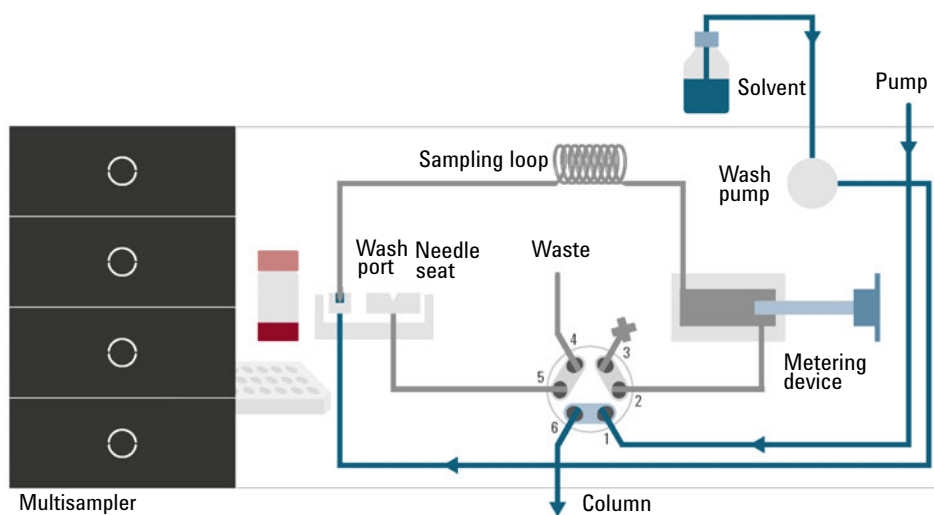 Solvent
Pump
Sampling loop
Wash
pump
Wash
port
Needle
seat
Waste
4
3
5
2
6
1
Metering
device
Multisampler
Column